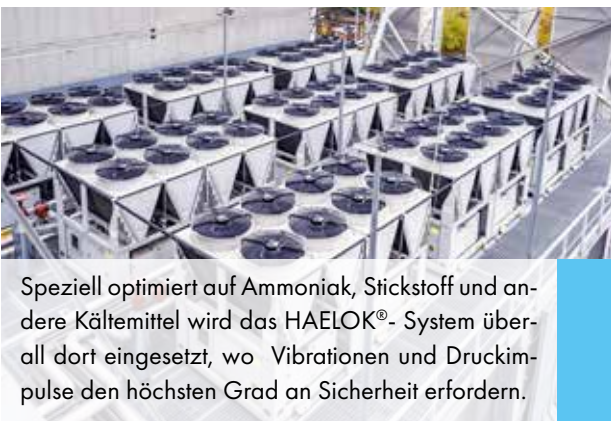 Speziell optimiert auf Ammoniak, Stickstoff und an-
dere Kältemittel wird das HAELOK®- System über-
all dort eingesetzt, wo Vibrationen und Druckim-
pulse den höchsten Grad an Sicherheit erfordern.